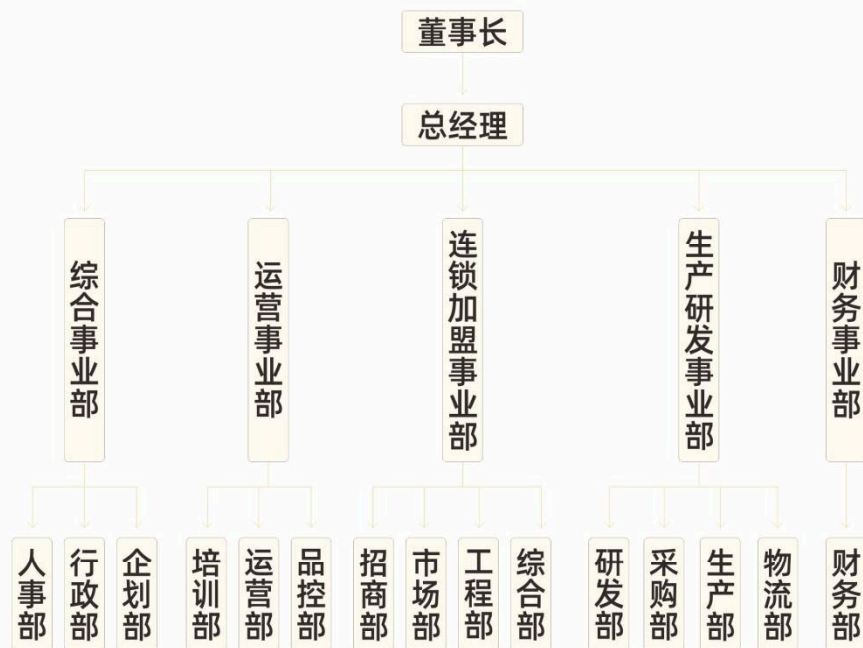 董事长
总经理
综合事业部
运营事业部
连锁加盟事业部
生产研发事业部
财务事业部
人事部
行政部
企划部
培训部
运营部
品控部
招商部
市场部
工程部
综合部
研发部
采购部
生产部
物流部
财务部